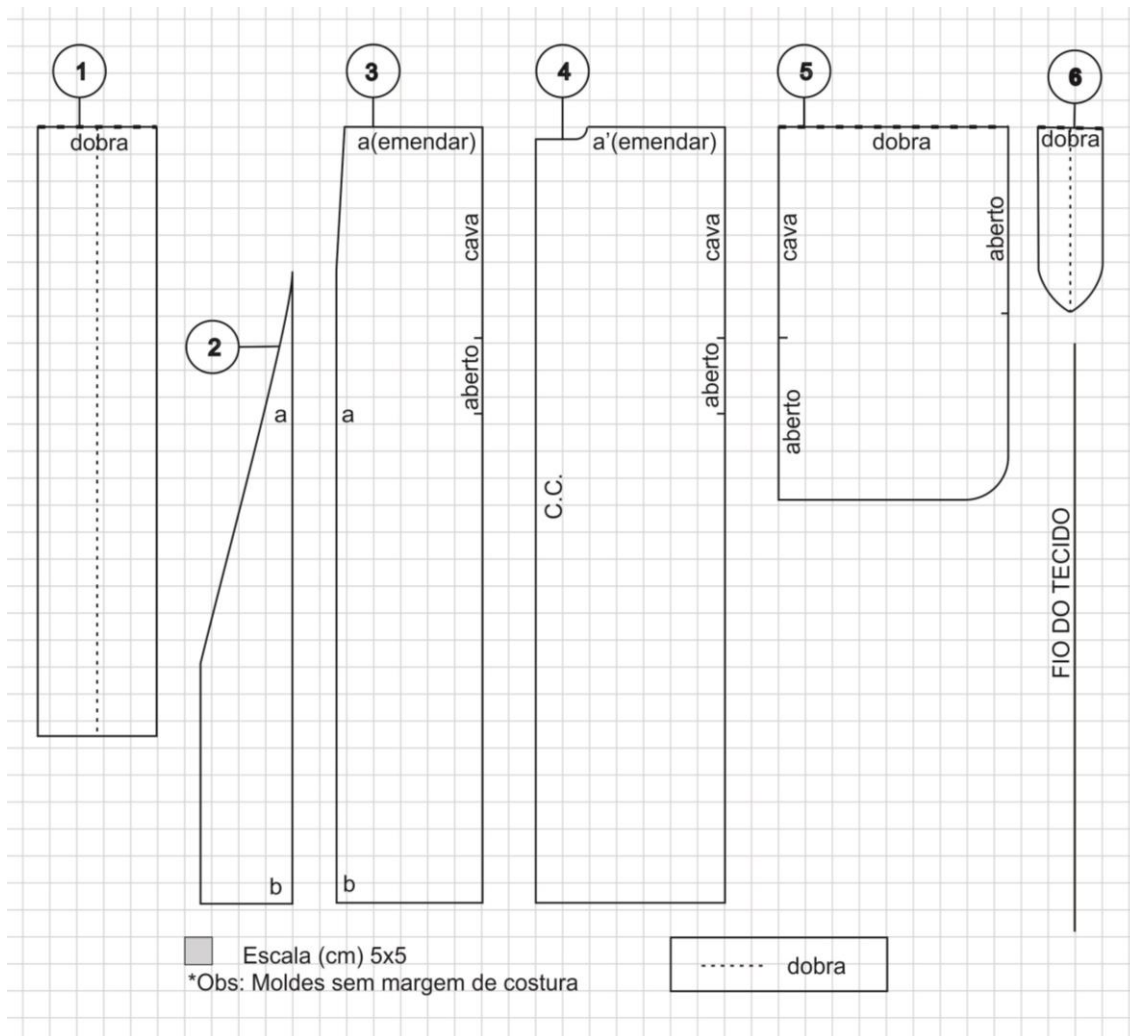 1
3
4
5
6
dobra
a(emendar)
a'(emendar)
dobra
dobra
cava
cava
cava
aberto
2
aberto
aberto
aberto
a
a
C.C.
FIO DO TECIDO
b
b
Escala (cm) 5x5
*Obs: Moldes sem margem de costura
dobra